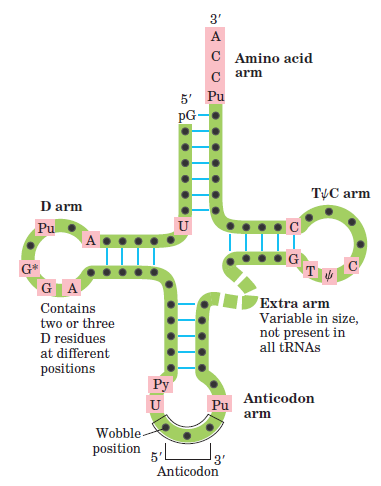 3′
A
C
C
Pu
Amino acid
arm
5′
pG
TψC arm
D arm
Pu
A
U
C
G*
G
A
G
T
ψ
C
Contains
two or three
D residues
at different
positions
Extra arm
Variable in size,
not present in
all tRNAs
Py
U
Pu
Anticodon
arm
Wobble
position
5′
3′
Anticodon